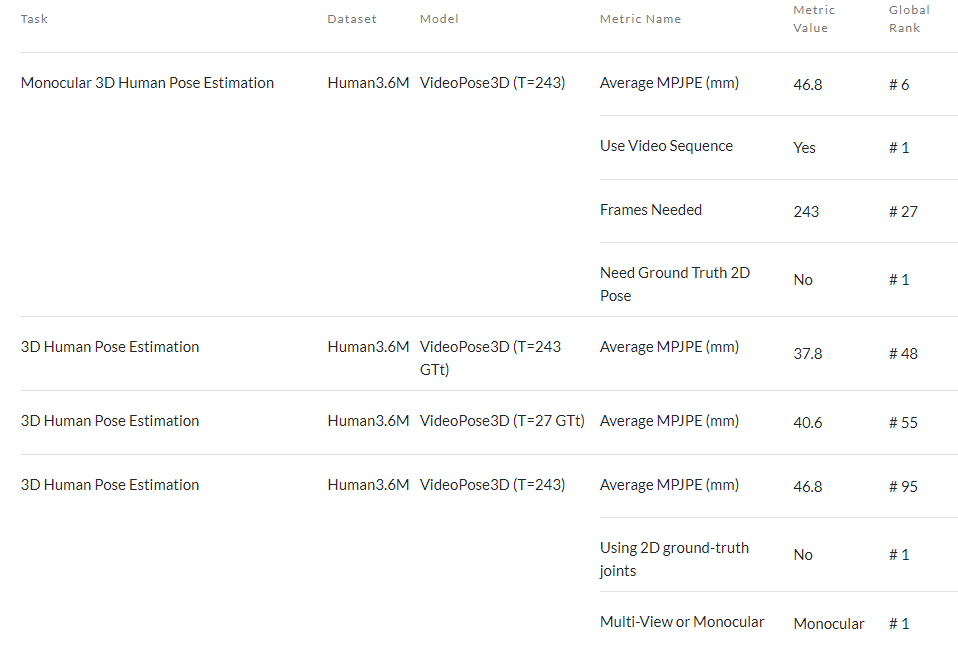 Task Dataset Model Metric Name Metric Value Global Rank
Monocular 3D Human Pose Estimation Human3.6M VideoPose3D (T=243) Average MPJPE (mm) 46.8 # 6
Use Video Sequence Yes # 1
Frames Needed 243 # 27
Need Ground Truth 2D Pose No # 1
3D Human Pose Estimation Human3.6M VideoPose3D (T=243 GTt) Average MPJPE (mm) 37.8 # 48
3D Human Pose Estimation Human3.6M VideoPose3D (T=27 GTt) Average MPJPE (mm) 40.6 # 55
3D Human Pose Estimation Human3.6M VideoPose3D (T=243) Average MPJPE (mm) 46.8 # 95
Using 2D ground-truth joints No # 1
Multi-View or Monocular Monocular # 1